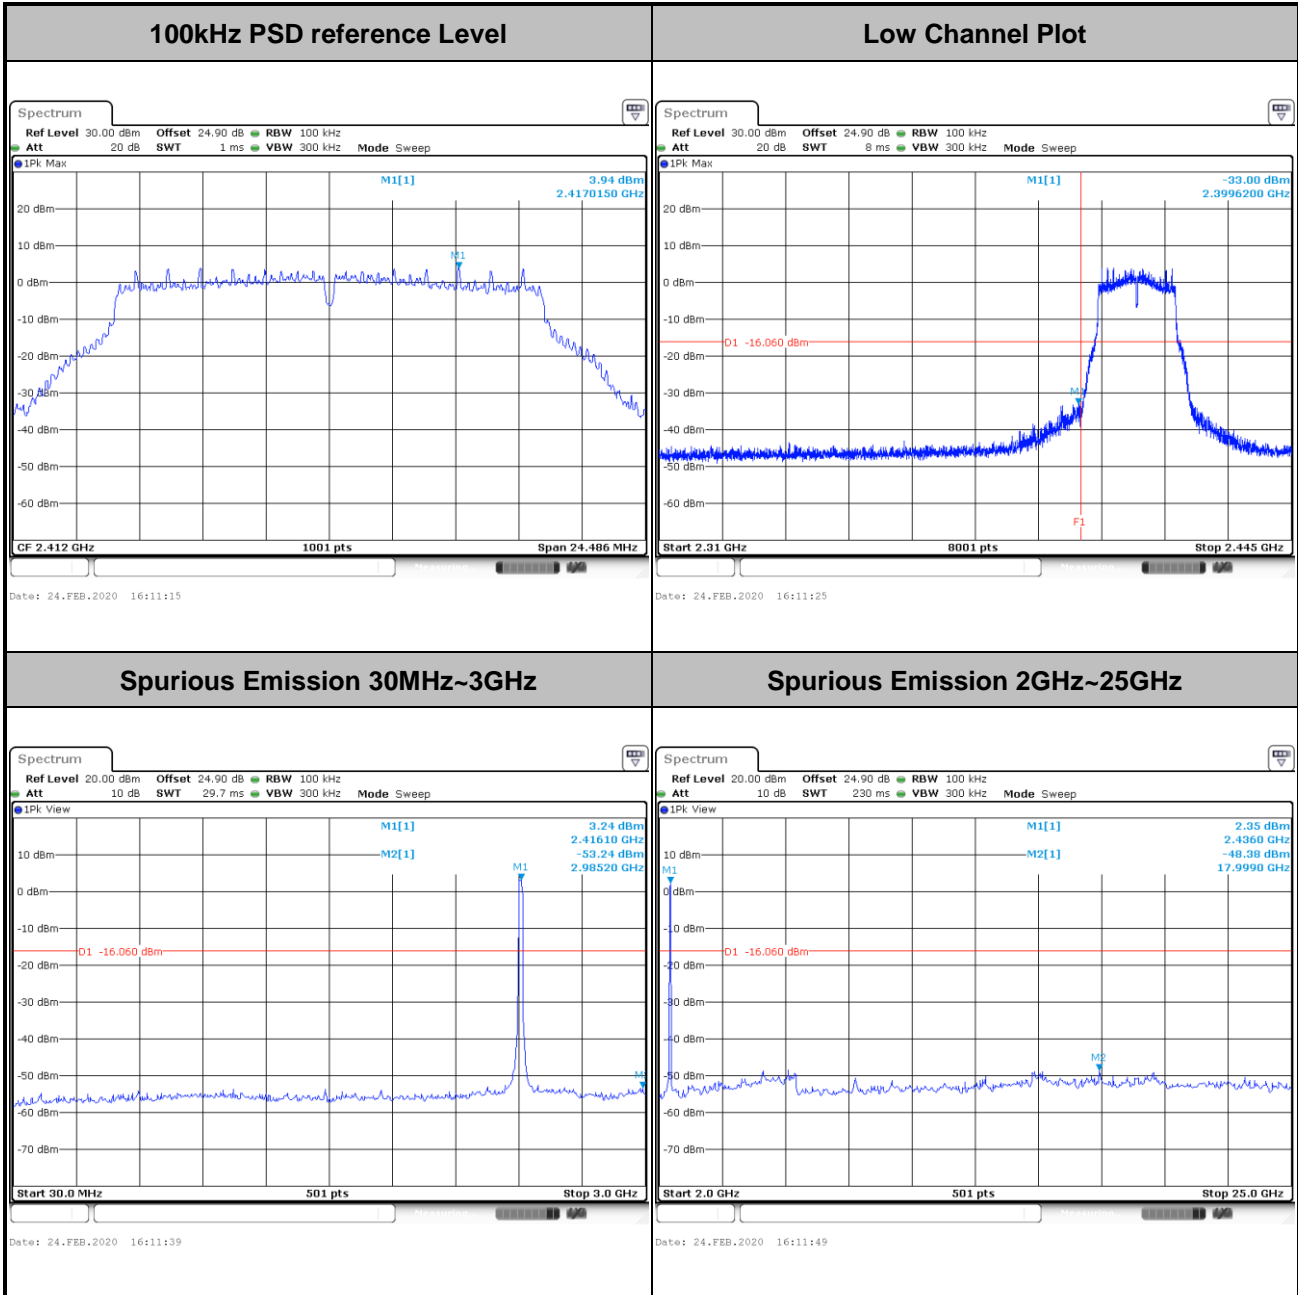 100kHz PSD reference Level
Low Channel Plot
Spectrum
Ref Level 30.00 dBm Offset 24.90 dB RBW 100 kHz
Att 20 dB SWT 1 ms VBW 300 kHz Mode Sweep
1Pk Max
M1[1] 3.94 dBm
2.4170150 GHz
20 dBm
10 dBm
M1
0 dBm
-10 dBm
-20 dBm
-30 dBm
-40 dBm
-50 dBm
-60 dBm
CF 2.412 GHz 1001 pts Span 24.486 MHz
Measuring...
Date: 24.FEB.2020 16:11:15
Spectrum
Ref Level 30.00 dBm Offset 24.90 dB RBW 100 kHz
Att 20 dB SWT 8 ms VBW 300 kHz Mode Sweep
1Pk Max
M1[1] -33.00 dBm
2.3996200 GHz
20 dBm
10 dBm
0 dBm
-10 dBm
D1 -16.060 dBm
-20 dBm
-30 dBm
-40 dBm
-50 dBm
-60 dBm
F1
Start 2.31 GHz 8001 pts Stop 2.445 GHz
Measuring...
Date: 24.FEB.2020 16:11:25
Spurious Emission 30MHz~3GHz
Spurious Emission 2GHz~25GHz
Spectrum
Ref Level 20.00 dBm Offset 24.90 dB RBW 100 kHz
Att 10 dB SWT 29.7 ms VBW 300 kHz Mode Sweep
1Pk View
M1[1] 3.24 dBm
2.41610 GHz
10 dBm M2[1] -53.24 dBm
M1 2.98520 GHz
0 dBm
-10 dBm
D1 -16.060 dBm
-20 dBm
-30 dBm
-40 dBm
-50 dBm
-60 dBm
-70 dBm
Start 30.0 MHz 501 pts Stop 3.0 GHz
Measuring...
Date: 24.FEB.2020 16:11:39
Spectrum
Ref Level 20.00 dBm Offset 24.90 dB RBW 100 kHz
Att 10 dB SWT 230 ms VBW 300 kHz Mode Sweep
1Pk View
M1[1] 2.35 dBm
2.4360 GHz
10 dBm M2[1] -48.38 dBm
M1 17.9990 GHz
0 dBm
-10 dBm
D1 -16.060 dBm
-20 dBm
-30 dBm
-40 dBm
M2
-50 dBm
-60 dBm
-70 dBm
Start 2.0 GHz 501 pts Stop 25.0 GHz
Measuring...
Date: 24.FEB.2020 16:11:49